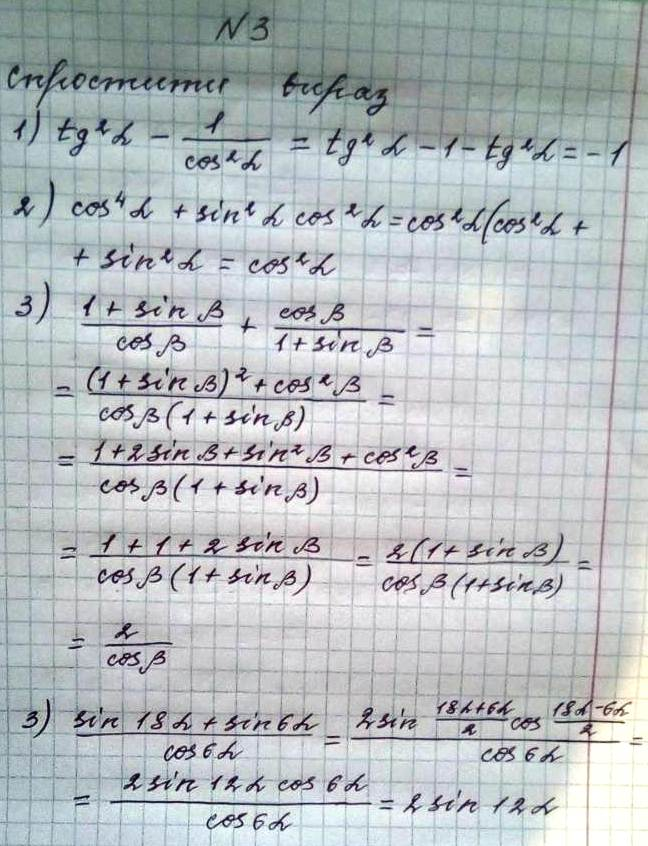 N3
спростити вираз
1) tg²α − 1/cos²α = tg²α − 1 − tg²α = −1
2) cos⁴α + sin²α cos²α = cos²α(cos²α +
+ sin²α = cos²α
3) (1 + sin β)/(cos β) + (cos β)/(1 + sin β) =
= ((1 + sin β)² + cos²β)/(cos β(1 + sin β)) =
= (1 + 2 sin β + sin²β + cos²β)/(cos β(1 + sin β)) =
= (1 + 1 + 2 sin β)/(cos β(1 + sin β)) = (2(1 + sin β))/(cos β(1 + sin β)) =
= 2/(cos β)
3) (sin 18α + sin 6α)/(cos 6α) = (2 sin (18α+6α)/2 cos (18α−6α)/2)/(cos 6α) =
= (2 sin 12α cos 6α)/(cos 6α) = 2 sin 12α